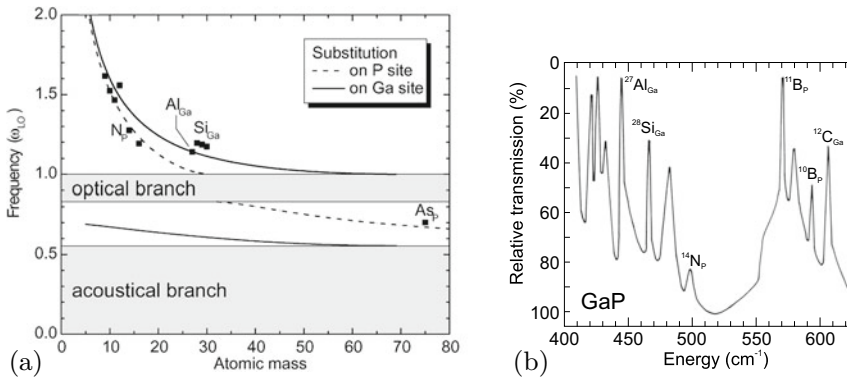 2.0
1.5
1.0
0.5
0.0
Frequency (ω_LO)
Substitution
on P site
on Ga site
Al_Ga
Si_Ga
N_P
optical branch
As_P
acoustical branch
0 10 20 30 40 50 60 70 80
(a) Atomic mass
0
20
40
60
80
100
Relative transmission (%)
²⁷Al_Ga
¹¹B_P
²⁸Si_Ga
¹²C_Ga
¹⁰B_P
¹⁴N_P
GaP
400 450 500 550 600
(b) Energy (cm⁻¹)